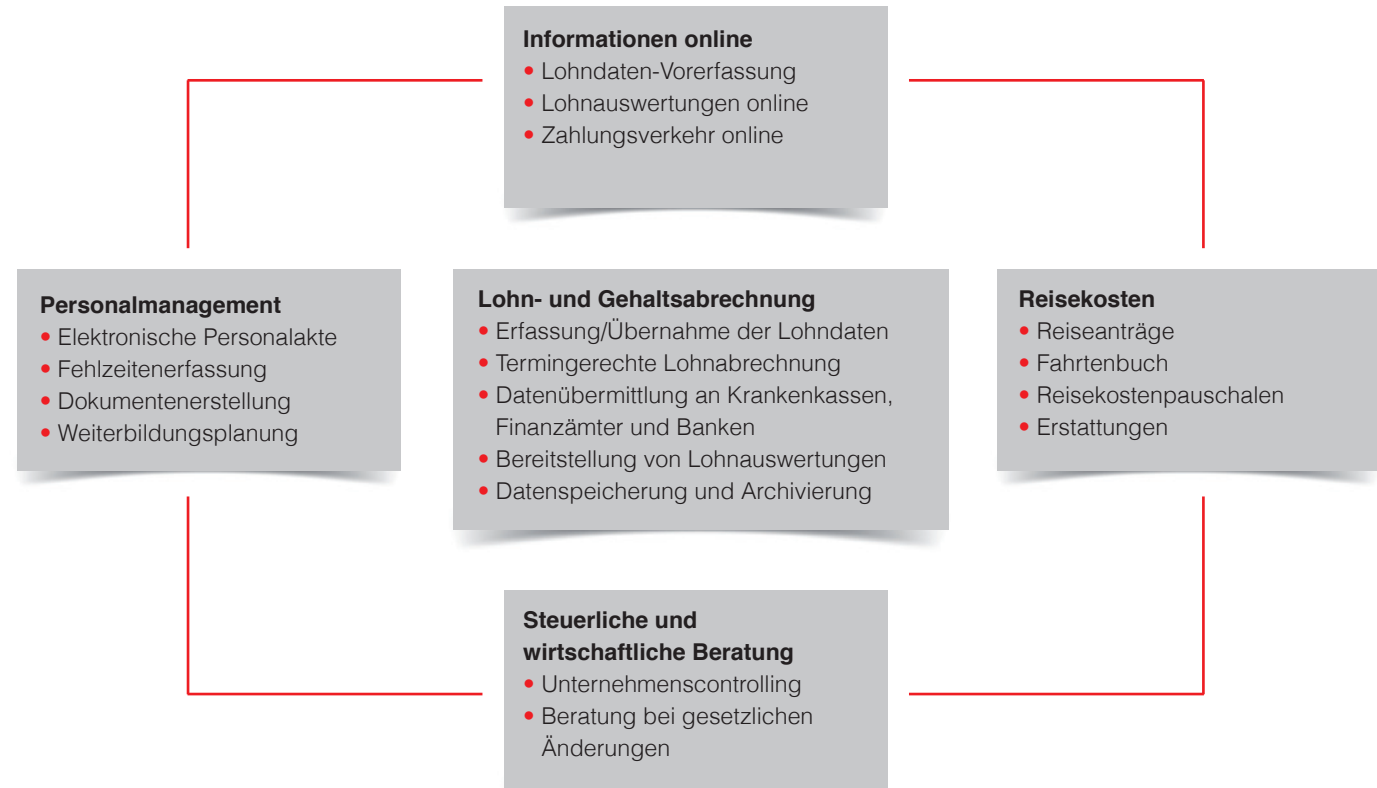 Informationen online
• Lohndaten-Vorerfassung
• Lohnauswertungen online
• Zahlungsverkehr online
Personalmanagement
• Elektronische Personalakte
• Fehlzeitenerfassung
• Dokumentenerstellung
• Weiterbildungsplanung
Lohn- und Gehaltsabrechnung
• Erfassung/Übernahme der Lohndaten
• Termingerechte Lohnabrechnung
• Datenübermittlung an Krankenkassen,
Finanzämter und Banken
• Bereitstellung von Lohnauswertungen
• Datenspeicherung und Archivierung
Reisekosten
• Reiseanträge
• Fahrtenbuch
• Reisekostenpauschalen
• Erstattungen
Steuerliche und
wirtschaftliche Beratung
• Unternehmenscontrolling
• Beratung bei gesetzlichen
Änderungen